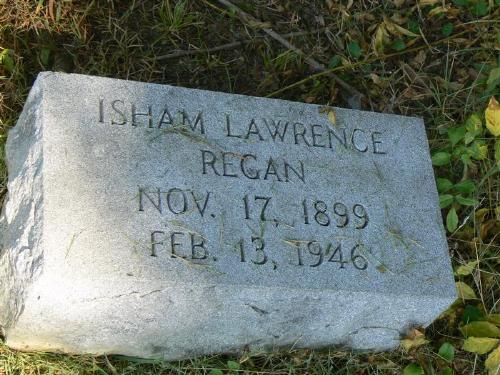 ISHAM LAWRENCE
REGAN
NOV. 17, 1899
FEB. 13, 1946